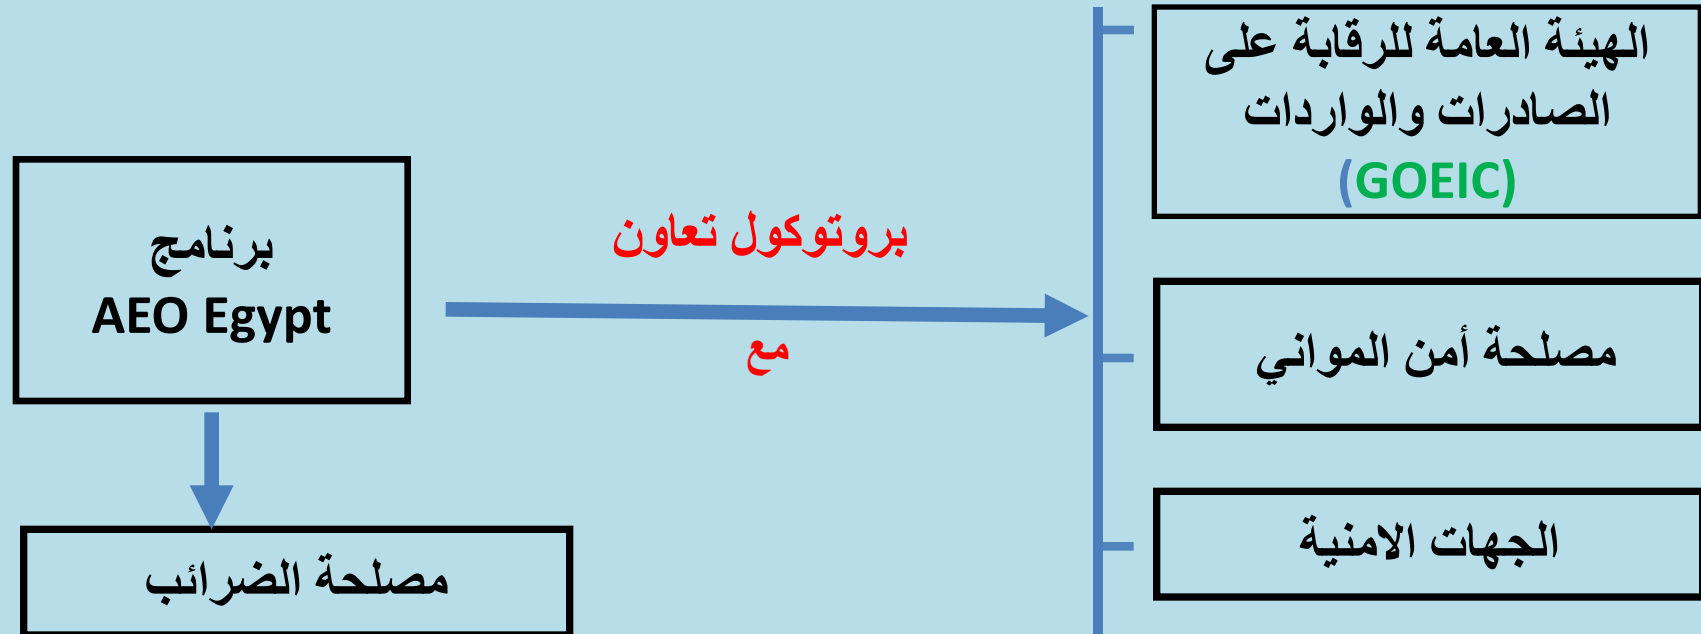 الهيئة العامة للرقابة على
الصادرات والواردات
(GOEIC)
برنامج
AEO Egypt
بروتوكول تعاون
مع
مصلحة أمن المواني
الجهات الامنية
مصلحة الضرائب